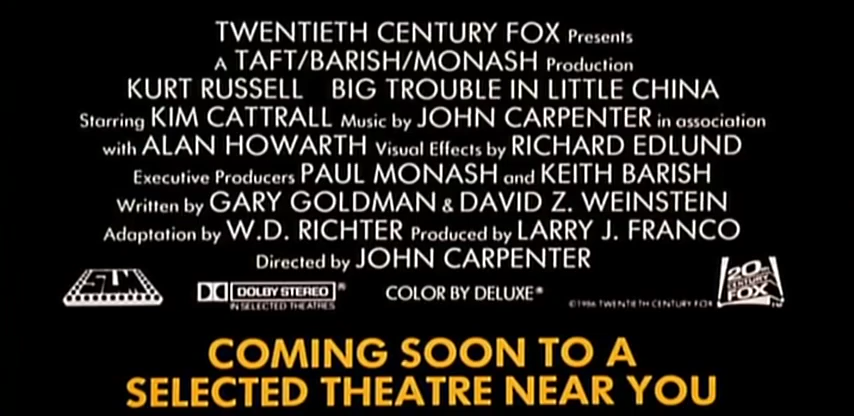 TWENTIETH CENTURY FOX Presents
A TAFT/BARISH/MONASH Production
KURT RUSSELL BIG TROUBLE IN LITTLE CHINA
Starring KIM CATTRALL Music by JOHN CARPENTER in association
with ALAN HOWARTH Visual Effects by RICHARD EDLUND
Executive Producers PAUL MONASH and KEITH BARISH
Written by GARY GOLDMAN & DAVID Z. WEINSTEIN
Adaptation by W.D. RICHTER Produced by LARRY J. FRANCO
Directed by JOHN CARPENTER
DOLBY STEREO ®
IN SELECTED THEATRES
COLOR BY DELUXE®
©1986 TWENTIETH CENTURY FOX
20th CENTURY FOX TM
COMING SOON TO A
SELECTED THEATRE NEAR YOU